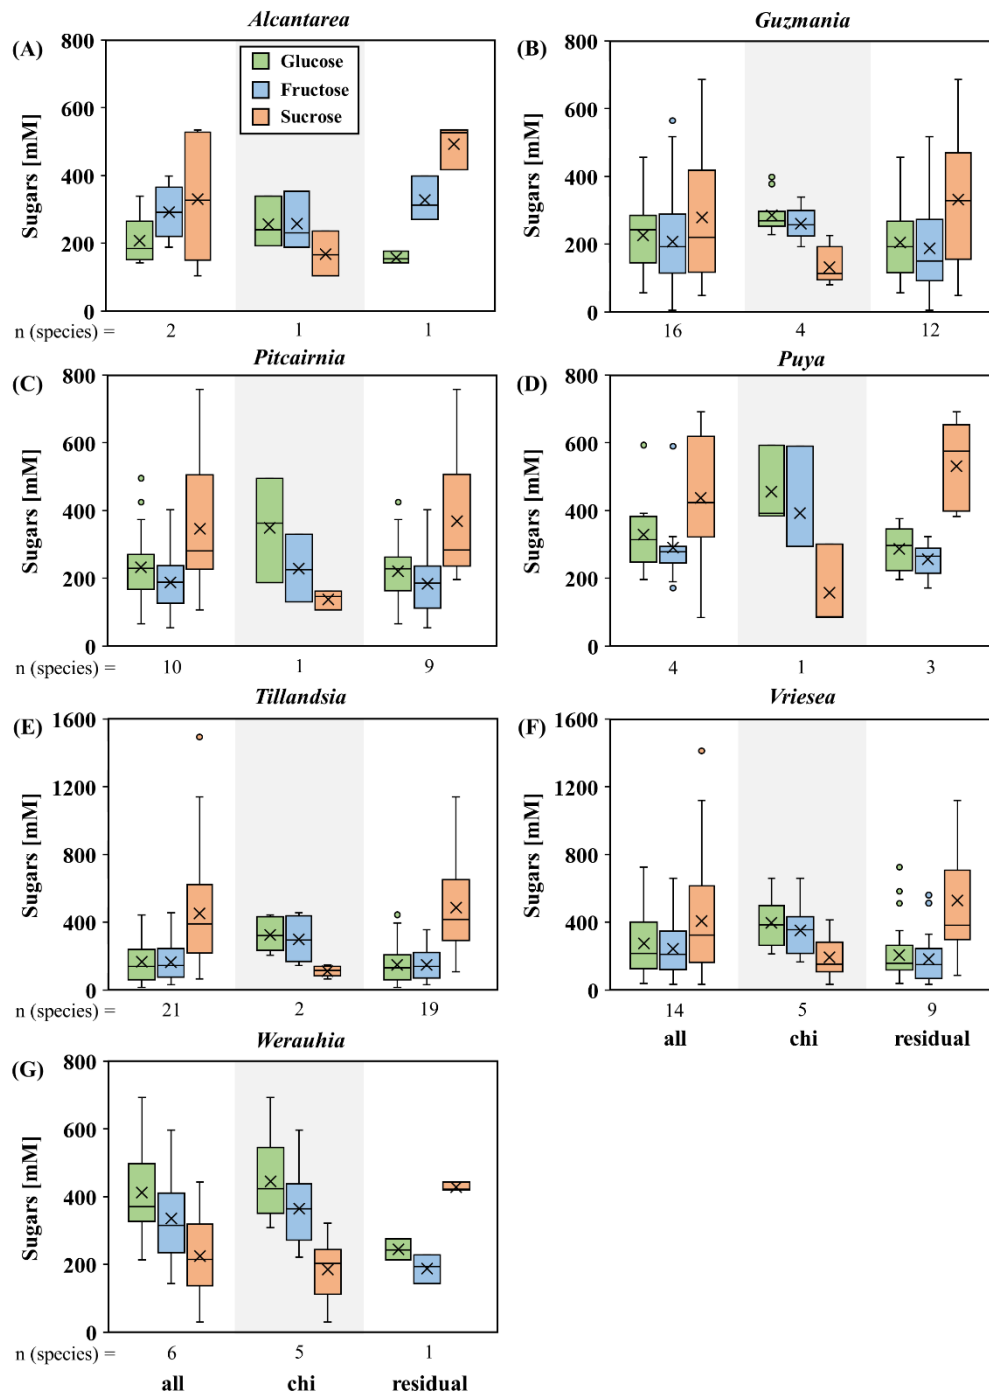 Alcantarea
(A)
800
600
400
200
0
Sugars [mM]
Glucose
Fructose
Sucrose
n (species) = 2 1 1
Guzmania
(B)
800
600
400
200
0
Sugars [mM]
16 4 12
Pitcairnia
(C)
800
600
400
200
0
Sugars [mM]
n (species) = 10 1 9
Puya
(D)
800
600
400
200
0
Sugars [mM]
4 1 3
Tillandsia
(E)
1600
1200
800
400
0
Sugars [mM]
n (species) = 21 2 19
Vriesea
(F)
1600
1200
800
400
0
Sugars [mM]
14 5 9
all chi residual
Werauhia
(G)
800
600
400
200
0
Sugars [mM]
n (species) = 6 5 1
all chi residual